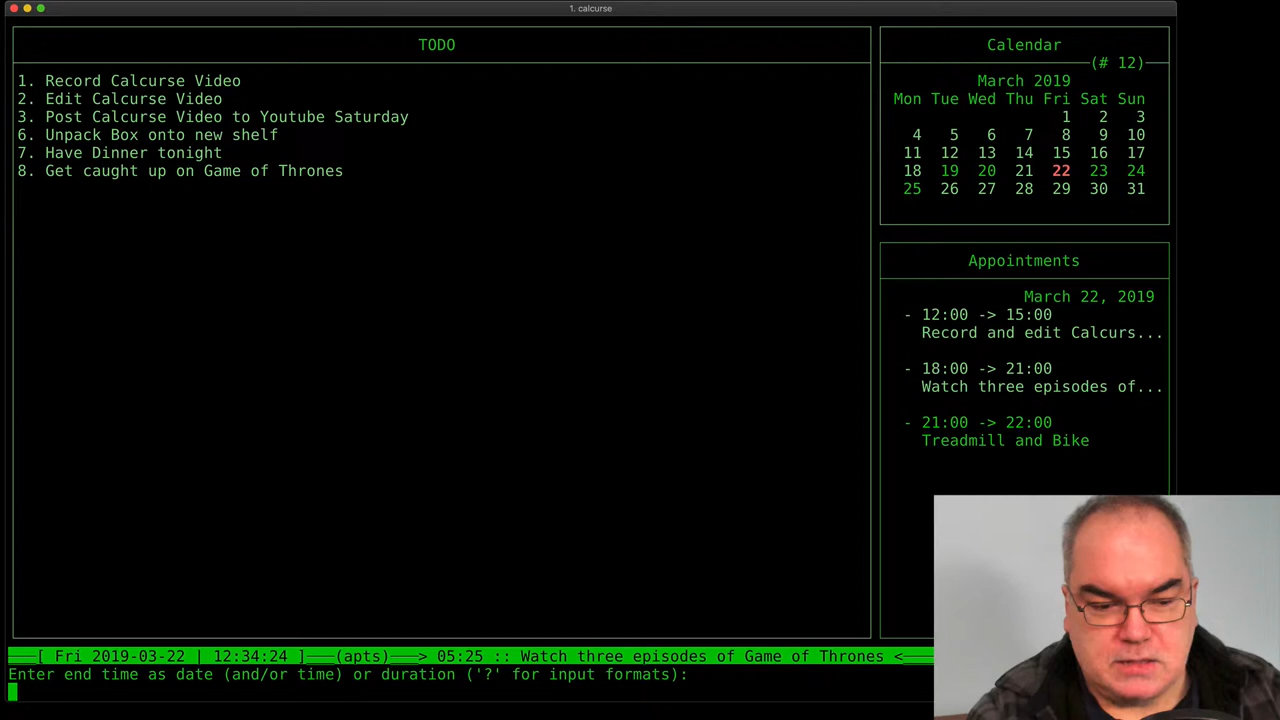 1. calcurse
TODO
1. Record Calcurse Video
2. Edit Calcurse Video
3. Post Calcurse Video to Youtube Saturday
6. Unpack Box onto new shelf
7. Have Dinner tonight
8. Get caught up on Game of Thrones
Calendar
(# 12)
March 2019
Mon Tue Wed Thu Fri Sat Sun
1 2 3
4 5 6 7 8 9 10
11 12 13 14 15 16 17
18 19 20 21 22 23 24
25 26 27 28 29 30 31
Appointments
March 22, 2019
- 12:00 -> 15:00
Record and edit Calcurs...
- 18:00 -> 21:00
Watch three episodes of...
- 21:00 -> 22:00
Treadmill and Bike
[ Fri 2019-03-22 | 12:34:24 ] (apts) > 05:25 :: Watch three episodes of Game of Thrones <
Enter end time as date (and/or time) or duration ('?' for input formats):